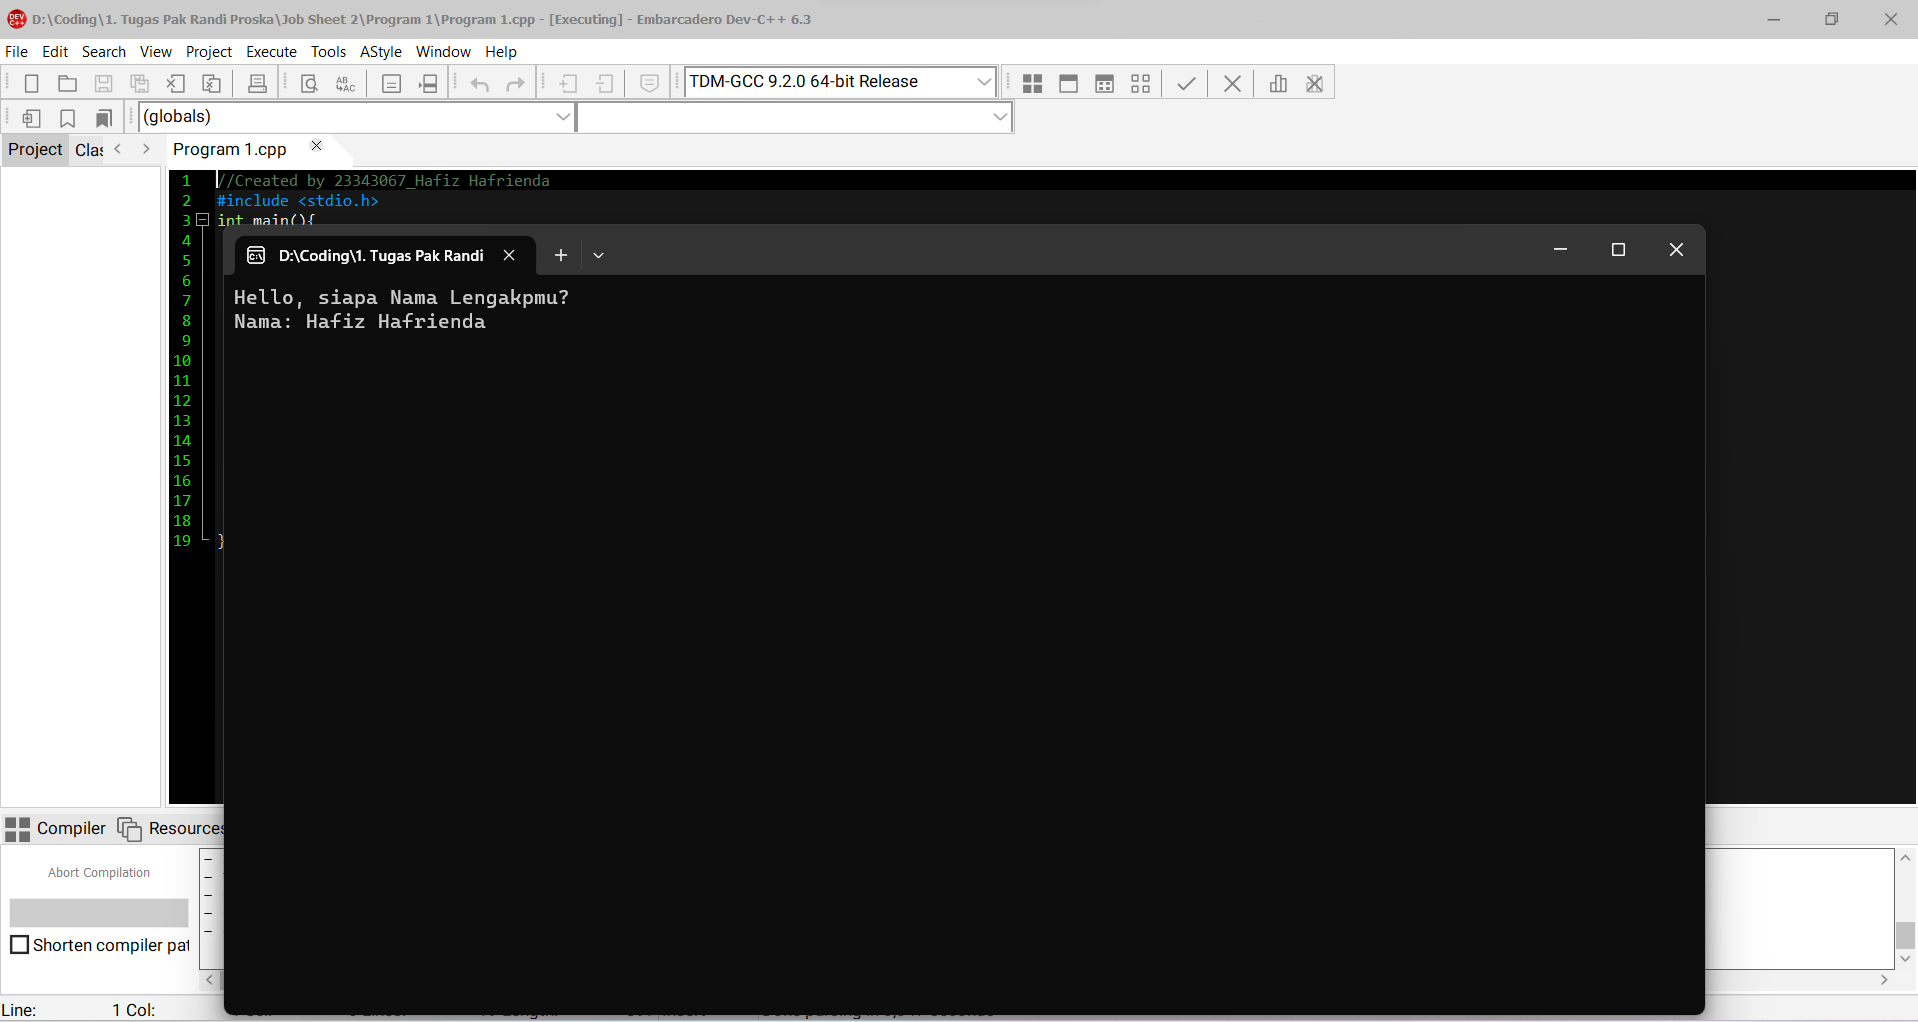 D:\Coding\1. Tugas Pak Randi Proska\Job Sheet 2\Program 1\Program 1.cpp - [Executing] - Embarcadero Dev-C++ 6.3
File Edit Search View Project Execute Tools AStyle Window Help
TDM-GCC 9.2.0 64-bit Release
(globals)
Project Clas Program 1.cpp
1 //Created by 23343067_Hafiz Hafrienda
2 #include <stdio.h>
3 int main(){
4
5
6
7
8
9
10
11
12
13
14
15
16
17
18
19 }
D:\Coding\1. Tugas Pak Randi
Hello, siapa Nama Lengakpmu?
Nama: Hafiz Hafrienda
Compiler Resources
Abort Compilation
Shorten compiler pat
Line: 1 Col: